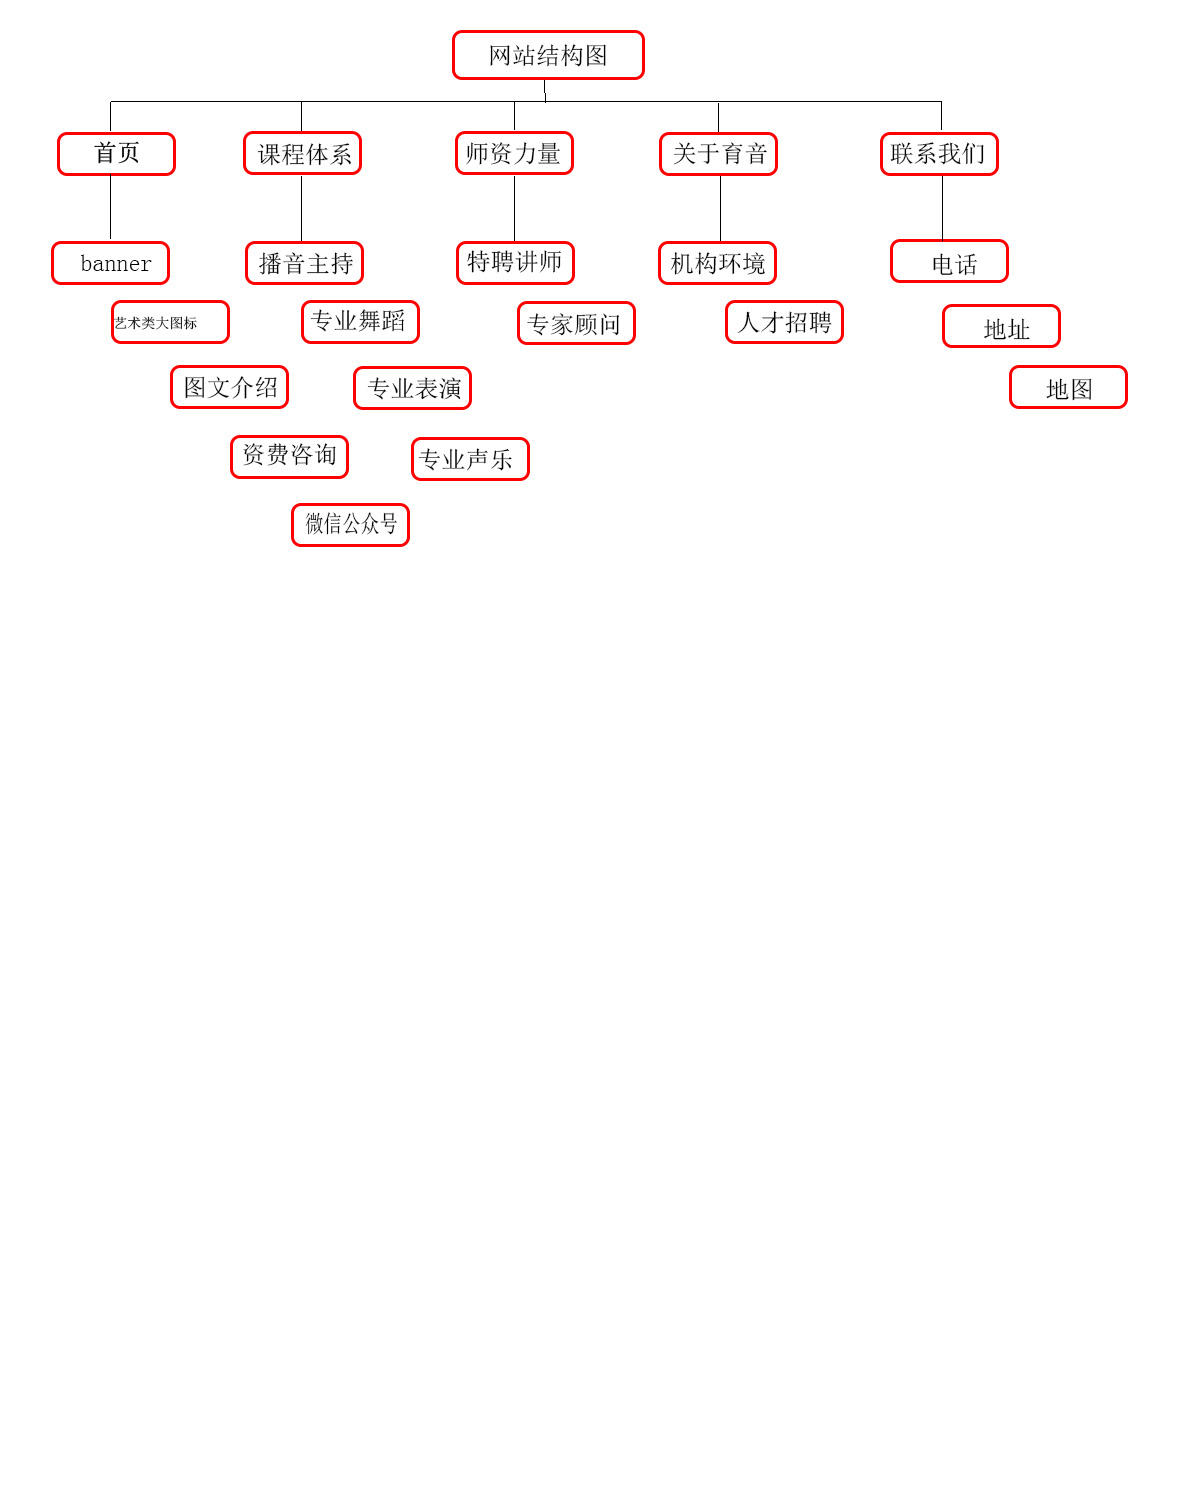 网站结构图
首页
课程体系
师资力量
关于育音
联系我们
banner
播音主持
特聘讲师
机构环境
电话
艺术类大图标
专业舞蹈
专家顾问
人才招聘
地址
图文介绍
专业表演
地图
资费咨询
专业声乐
微信公众号